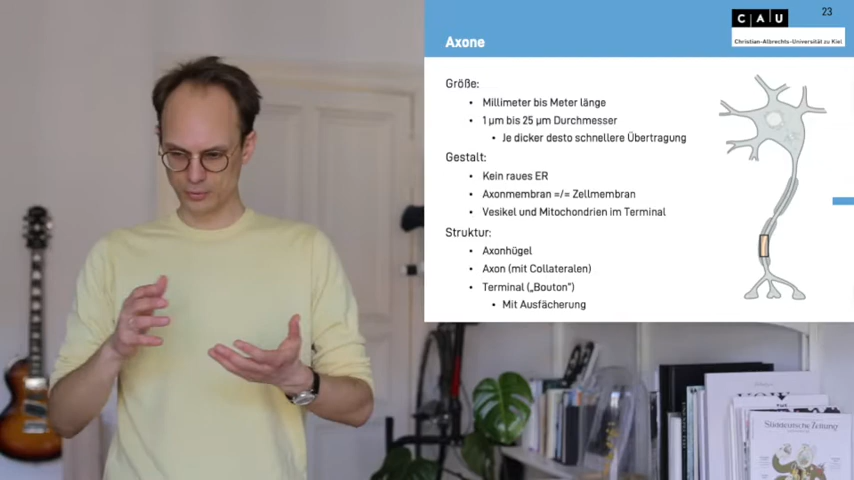 23
CAU
Christian-Albrechts-Universität zu Kiel
Axone
Größe:
• Millimeter bis Meter länge
• 1 µm bis 25 µm Durchmesser
• Je dicker desto schnellere Übertragung
Gestalt:
• Kein raues ER
• Axonmembran =/= Zellmembran
• Vesikel und Mitochondrien im Terminal
Struktur:
• Axonhügel
• Axon (mit Collateralen)
• Terminal („Bouton")
• Mit Ausfächerung
Süddeutsche Zeitung